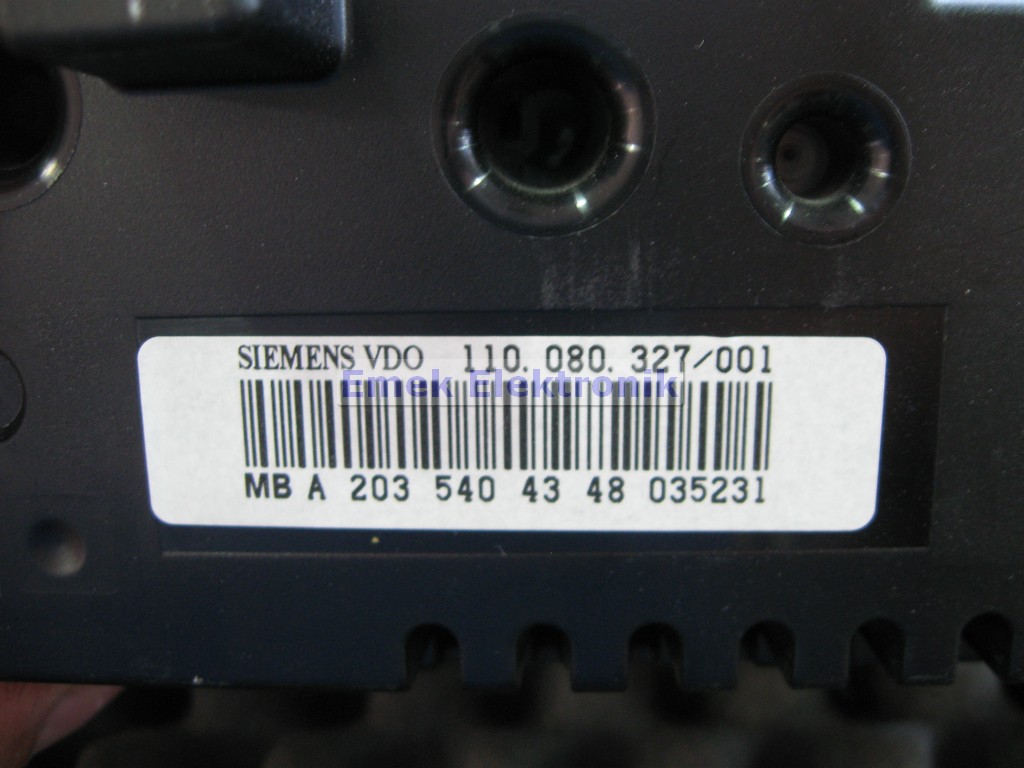 SIEMENS VDO 110.080.327/001
Emek Elektronik
MB A 203 540 43 48 035231